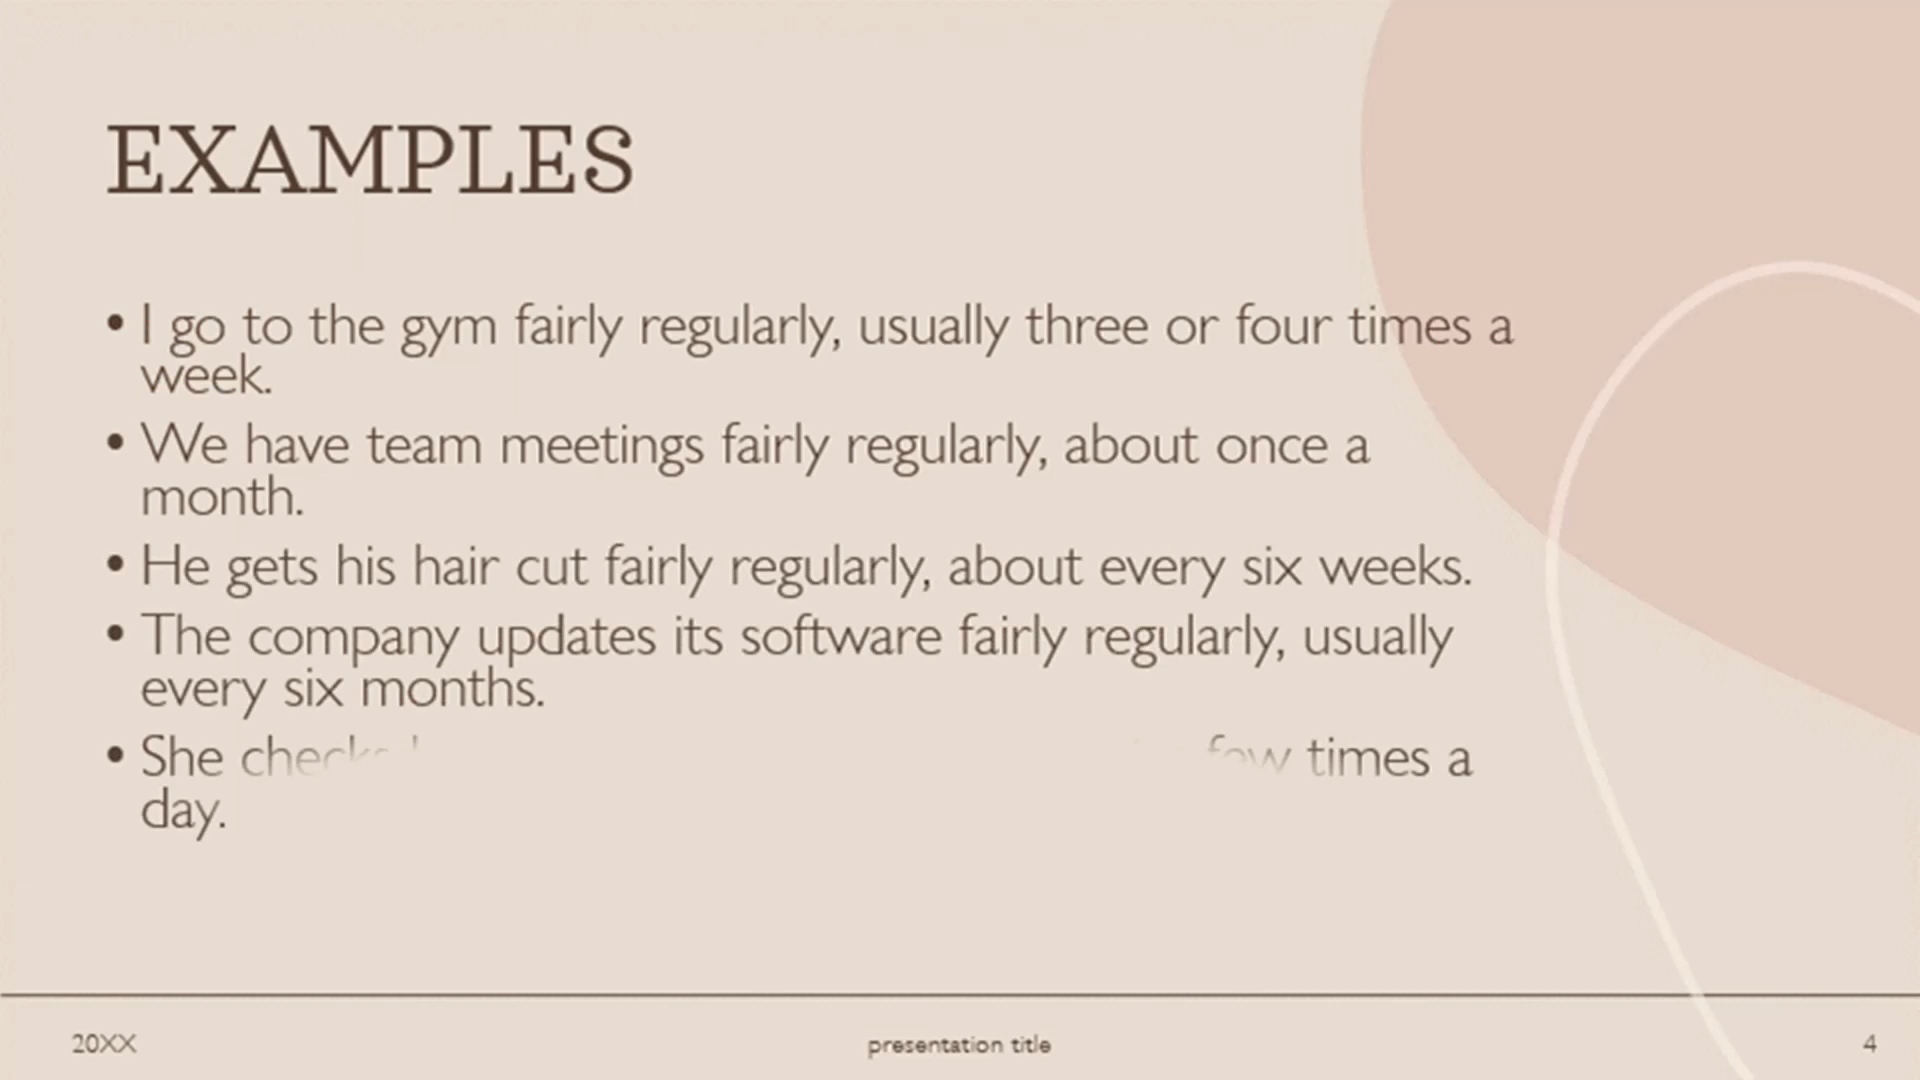 EXAMPLES
• I go to the gym fairly regularly, usually three or four times a
week.
• We have team meetings fairly regularly, about once a
month.
• He gets his hair cut fairly regularly, about every six weeks.
• The company updates its software fairly regularly, usually
every six months.
• She checks few times a
day.
20XX
presentation title
4